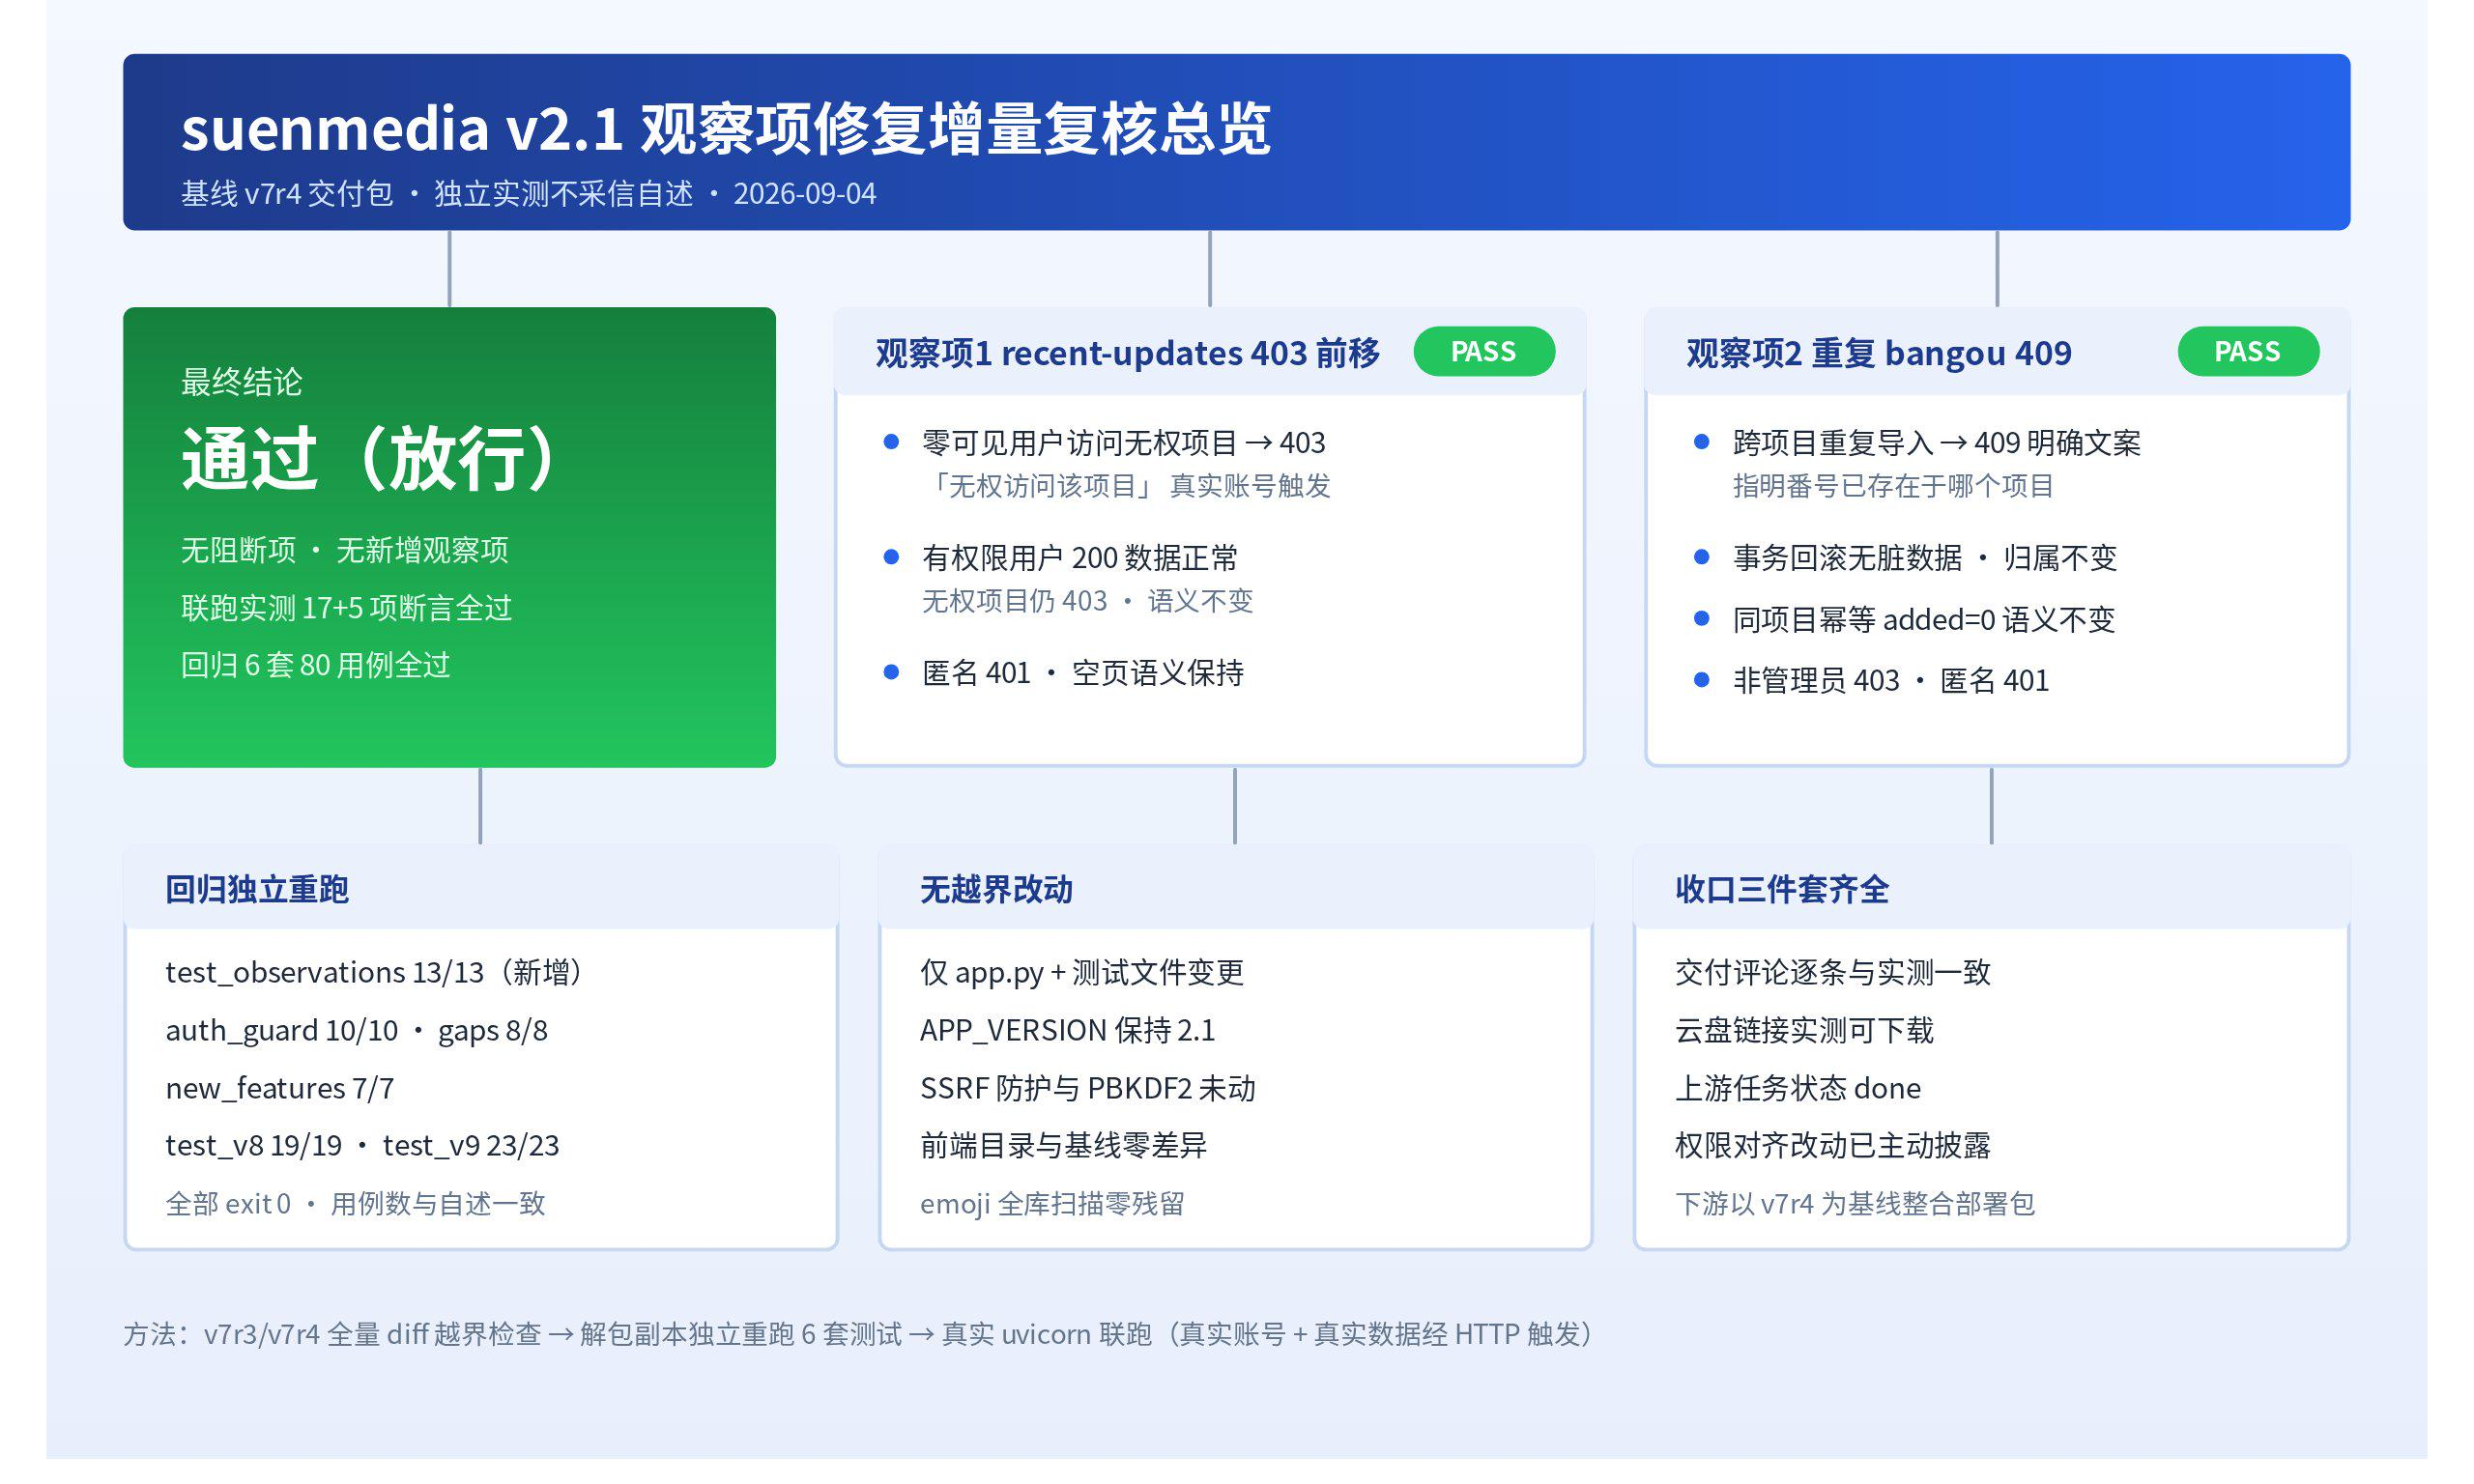 suenmedia v2.1 观察项修复增量复核总览
基线 v7r4 交付包 · 独立实测不采信自述 · 2026-09-04
最终结论
通过（放行）
无阻断项 · 无新增观察项
联跑实测 17+5 项断言全过
回归 6 套 80 用例全过
观察项1 recent-updates 403 前移
PASS
零可见用户访问无权项目 → 403
「无权访问该项目」 真实账号触发
有权限用户 200 数据正常
无权项目仍 403 · 语义不变
匿名 401 · 空页语义保持
观察项2 重复 bangou 409
PASS
跨项目重复导入 → 409 明确文案
指明番号已存在于哪个项目
事务回滚无脏数据 · 归属不变
同项目幂等 added=0 语义不变
非管理员 403 · 匿名 401
回归独立重跑
test_observations 13/13（新增）
auth_guard 10/10 · gaps 8/8
new_features 7/7
test_v8 19/19 · test_v9 23/23
全部 exit 0 · 用例数与自述一致
无越界改动
仅 app.py + 测试文件变更
APP_VERSION 保持 2.1
SSRF 防护与 PBKDF2 未动
前端目录与基线零差异
emoji 全库扫描零残留
收口三件套齐全
交付评论逐条与实测一致
云盘链接实测可下载
上游任务状态 done
权限对齐改动已主动披露
下游以 v7r4 为基线整合部署包
方法：v7r3/v7r4 全量 diff 越界检查 → 解包副本独立重跑 6 套测试 → 真实 uvicorn 联跑（真实账号 + 真实数据经 HTTP 触发）